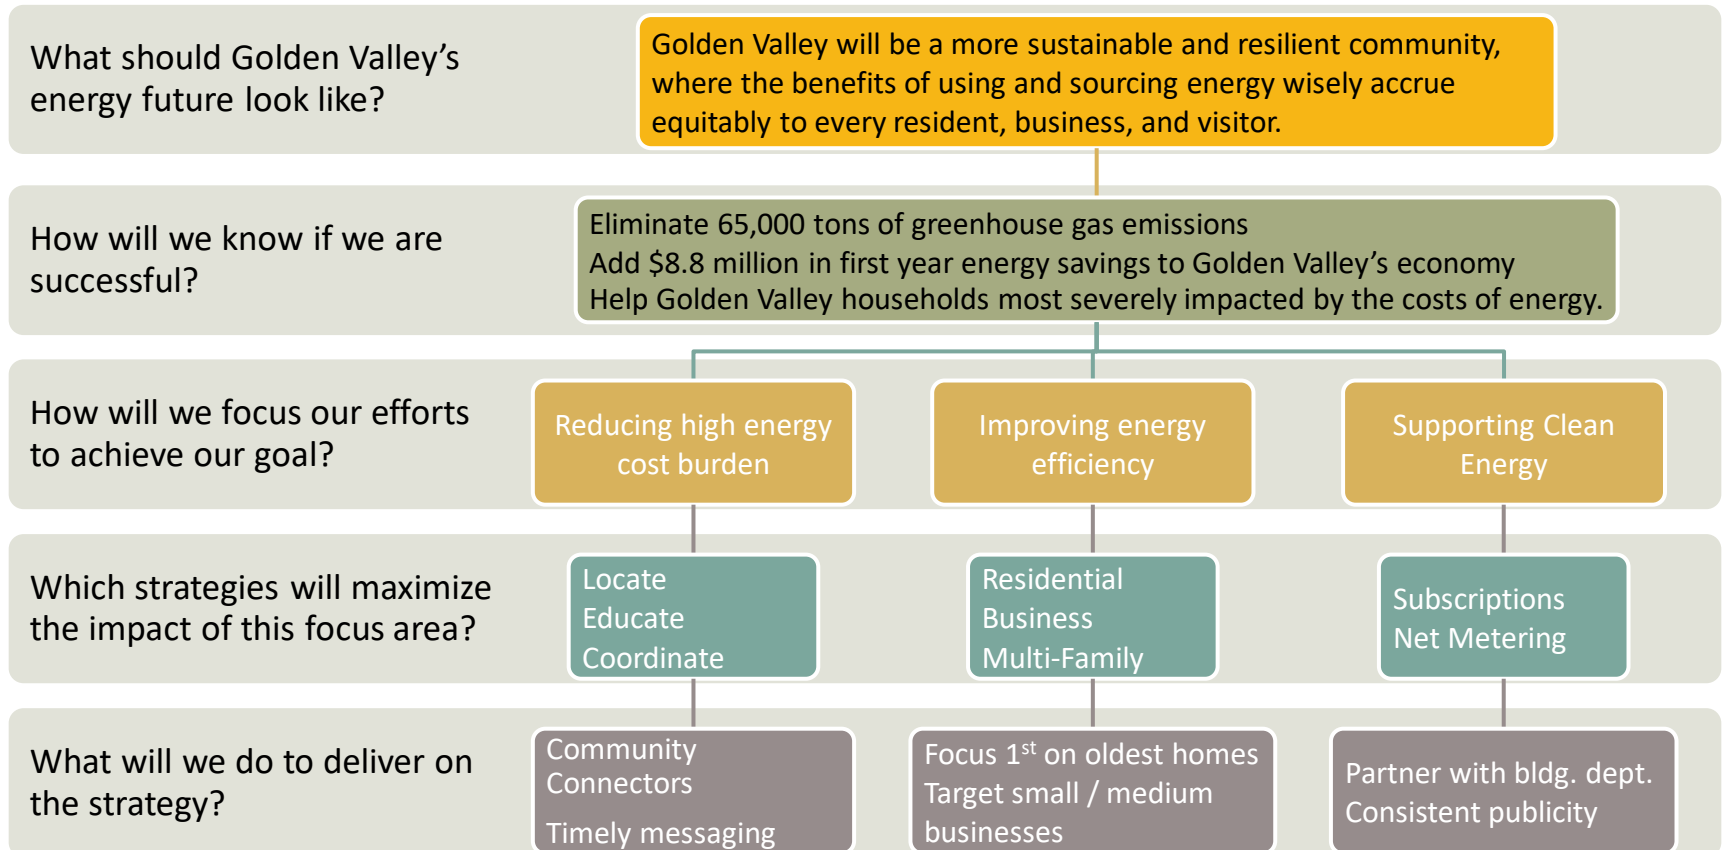 What should Golden Valley’s
energy future look like?
Golden Valley will be a more sustainable and resilient community,
where the benefits of using and sourcing energy wisely accrue
equitably to every resident, business, and visitor.
How will we know if we are
successful?
Eliminate 65,000 tons of greenhouse gas emissions
Add $8.8 million in first year energy savings to Golden Valley’s economy
Help Golden Valley households most severely impacted by the costs of energy.
How will we focus our efforts
to achieve our goal?
Reducing high energy
cost burden
Improving energy
efficiency
Supporting Clean
Energy
Which strategies will maximize
the impact of this focus area?
Locate
Educate
Coordinate
Residential
Business
Multi-Family
Subscriptions
Net Metering
What will we do to deliver on
the strategy?
Community
Connectors
Timely messaging
Focus 1st on oldest homes
Target small / medium
businesses
Partner with bldg. dept.
Consistent publicity